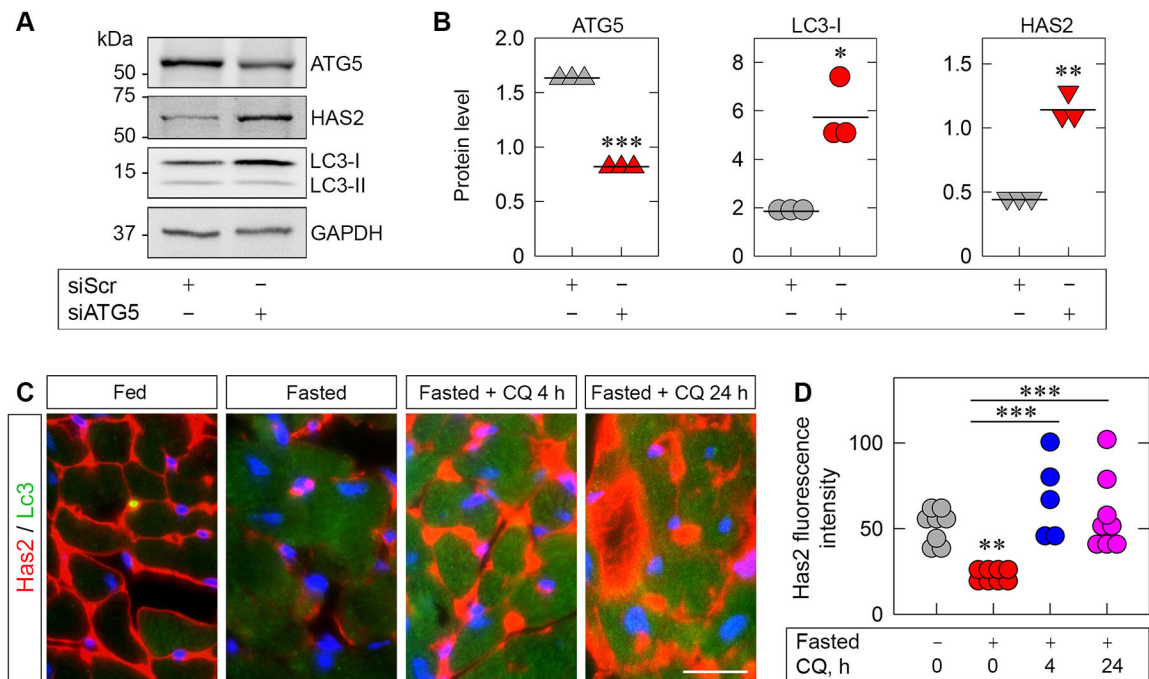 A
kDa
50
75
50
15
37
ATG5
HAS2
LC3-I
LC3-II
GAPDH
B
ATG5
LC3-I
HAS2
Protein level
2.0
1.5
1.0
0.5
0
***
8
6
4
2
0
*
1.5
1.0
0.5
0
**
siScr + – + – + – + –
siATG5 – + – + – + – +
C
Fed
Fasted
Fasted + CQ 4 h
Fasted + CQ 24 h
Has2 / Lc3
D
Has2 fluorescence
intensity
100
50
0
***
***
**
Fasted – + + +
CQ, h 0 0 4 24